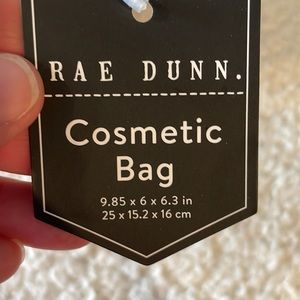 RAE DUNN.
Cosmetic
Bag
9.85 x 6 x 6.3 in
25 x 15.2 x 16 cm